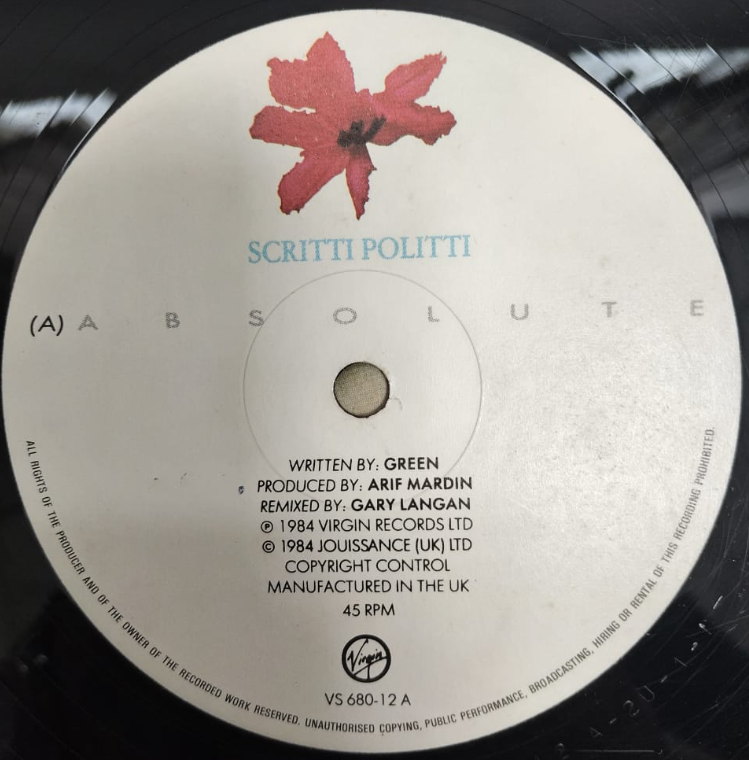 SCRITTI POLITTI
(A) ABSOLUTE
WRITTEN BY: GREEN
PRODUCED BY: ARIF MARDIN
REMIXED BY: GARY LANGAN
℗ 1984 VIRGIN RECORDS LTD
© 1984 JOUISSANCE (UK) LTD
COPYRIGHT CONTROL
MANUFACTURED IN THE UK
45 RPM
Virgin
VS 680-12 A
ALL RIGHTS OF THE PRODUCER AND OF THE OWNER OF THE RECORDED WORK RESERVED. UNAUTHORISED COPYING, PUBLIC PERFORMANCE, BROADCASTING, HIRING OR RENTAL OF THIS RECORDING PROHIBITED.